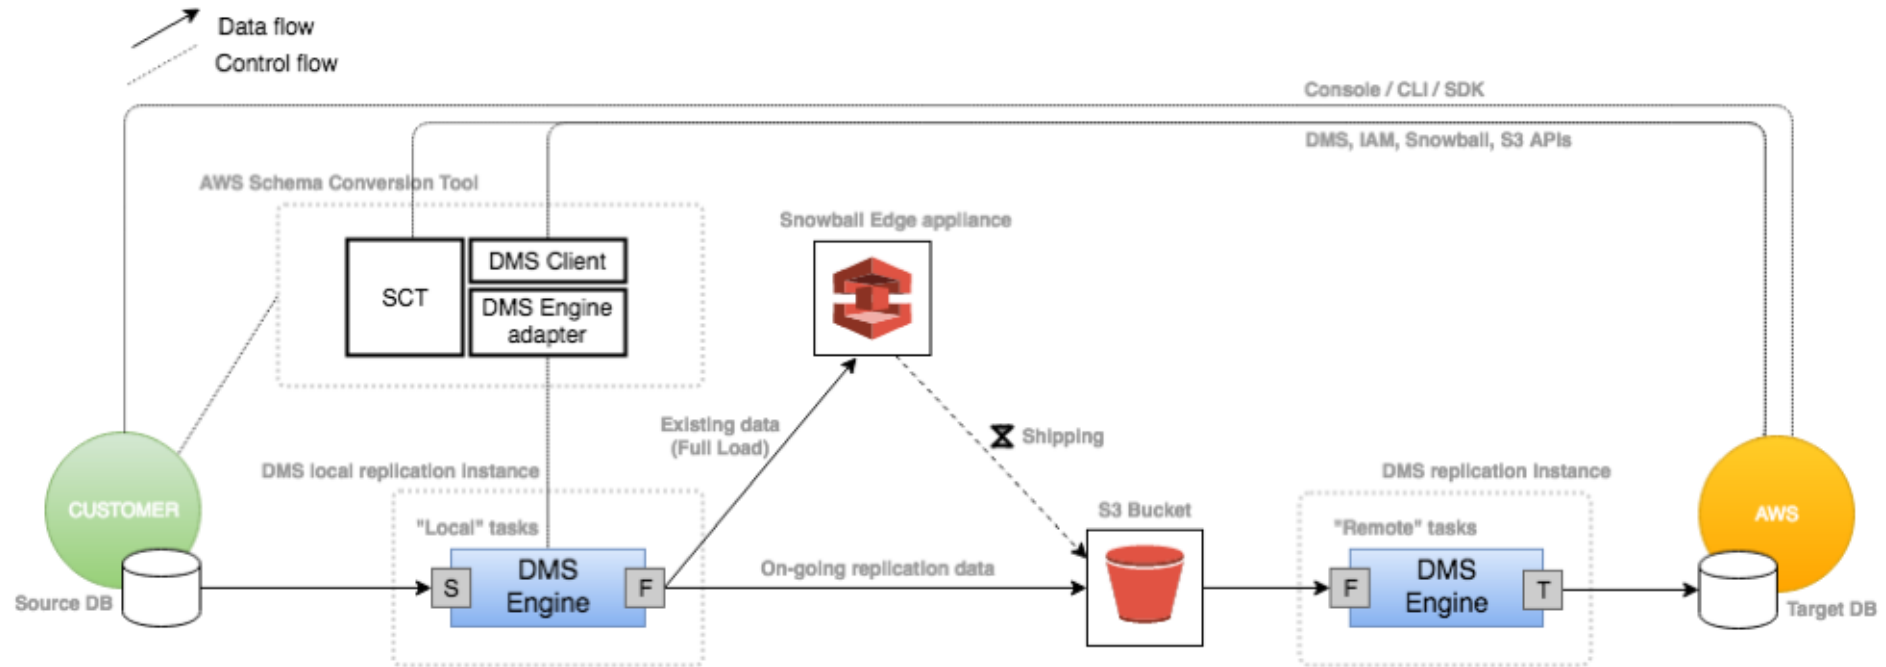 Data flow
Control flow
Console / CLI / SDK
DMS, IAM, Snowball, S3 APIs
AWS Schema Conversion Tool
Snowball Edge appliance
SCT
DMS Client
DMS Engine
adapter
Existing data
(Full Load)
Shipping
DMS local replication instance
DMS replication instance
CUSTOMER
AWS
"Local" tasks
S3 Bucket
"Remote" tasks
Source DB
S
DMS
Engine
F
On-going replication data
F
DMS
Engine
T
Target DB